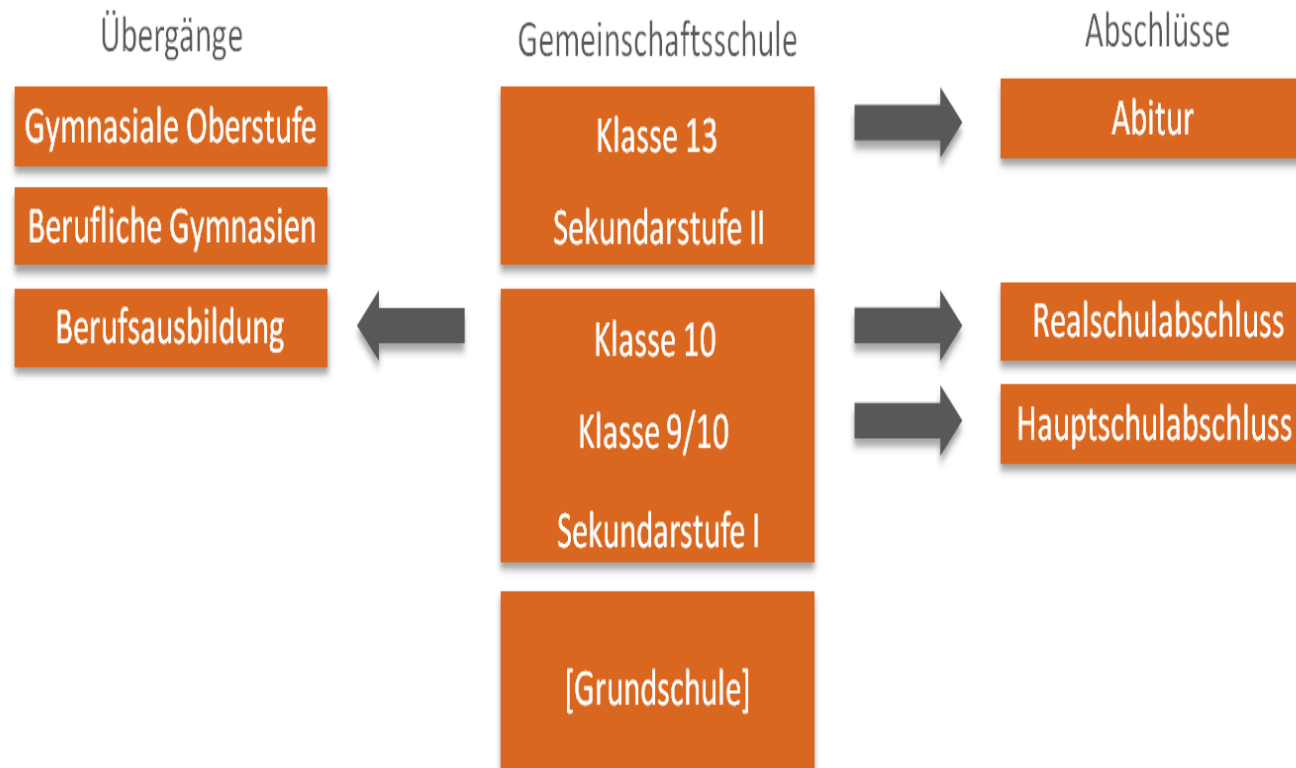 Übergänge
Gemeinschaftsschule
Abschlüsse
Gymnasiale Oberstufe
Berufliche Gymnasien
Berufsausbildung
Klasse 13
Sekundarstufe II
Klasse 10
Klasse 9/10
Sekundarstufe I
[Grundschule]
Abitur
Realschulabschluss
Hauptschulabschluss